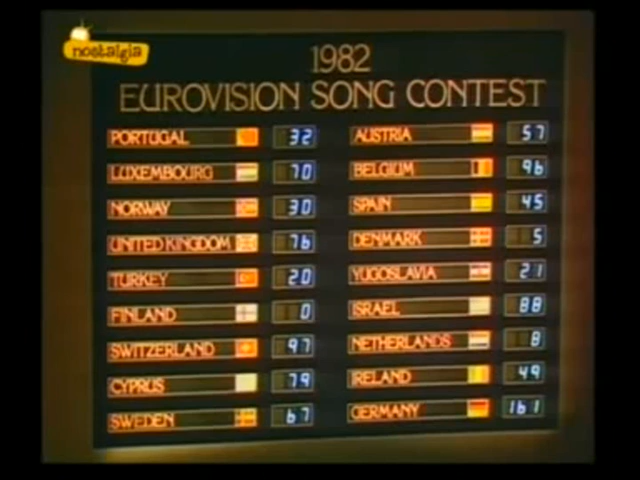 nostalgia
1982
EUROVISION SONG CONTEST
PORTUGAL 32
LUXEMBOURG 70
NORWAY 30
UNITED KINGDOM 76
TURKEY 20
FINLAND 0
SWITZERLAND 97
CYPRUS 79
SWEDEN 67
AUSTRIA 57
BELGIUM 96
SPAIN 45
DENMARK 5
YUGOSLAVIA 21
ISRAEL 88
NETHERLANDS 8
IRELAND 49
GERMANY 161